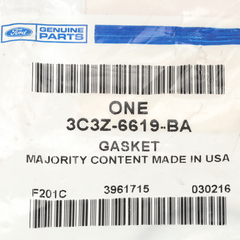 Ford
GENUINE
PARTS
ONE
3C3Z-6619-BA
GASKET
MAJORITY CONTENT MADE IN USA
F201C 3961715 030216